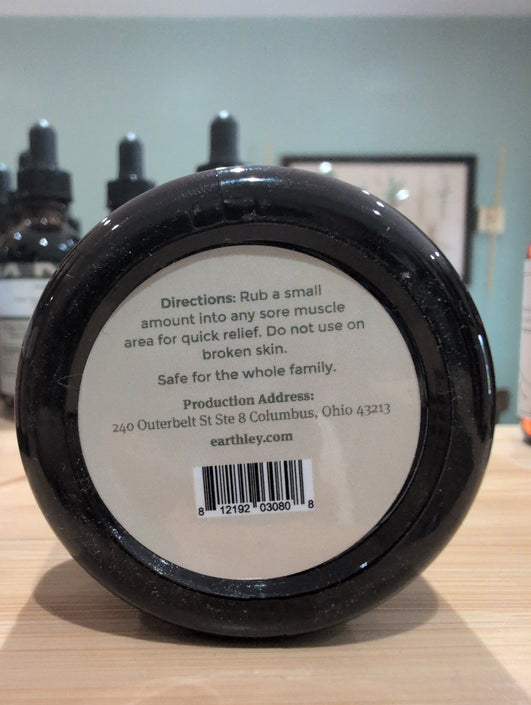 Directions: Rub a small
amount into any sore muscle
area for quick relief. Do not use on
broken skin.
Safe for the whole family.
Production Address:
240 Outerbelt St Ste 8 Columbus, Ohio 43213
earthley.com
8 12192 03080 8